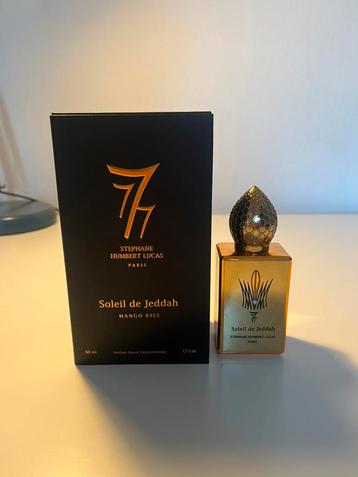 777
STEPHANE
HUMBERT LUCAS
PARIS
Soleil de Jeddah
MANGO KISS
50 ml
1,7 fl.oz
777
Soleil de Jeddah
STEPHANE HUMBERT LUCAS
PARIS